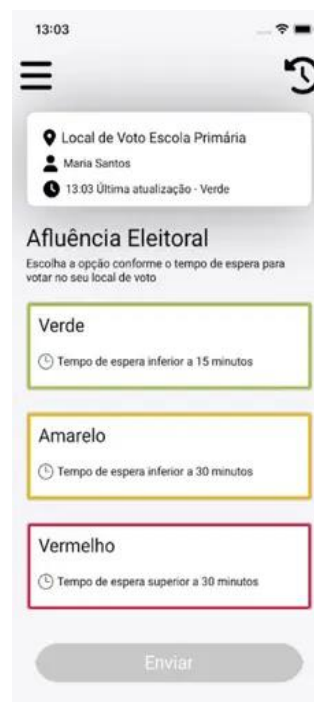 13:03
Local de Voto Escola Primária
Maria Santos
13:03 Última atualização - Verde
Afluência Eleitoral
Escolha a opção conforme o tempo de espera para
votar no seu local de voto
Verde
Tempo de espera inferior a 15 minutos
Amarelo
Tempo de espera inferior a 30 minutos
Vermelho
Tempo de espera superior a 30 minutos
Enviar